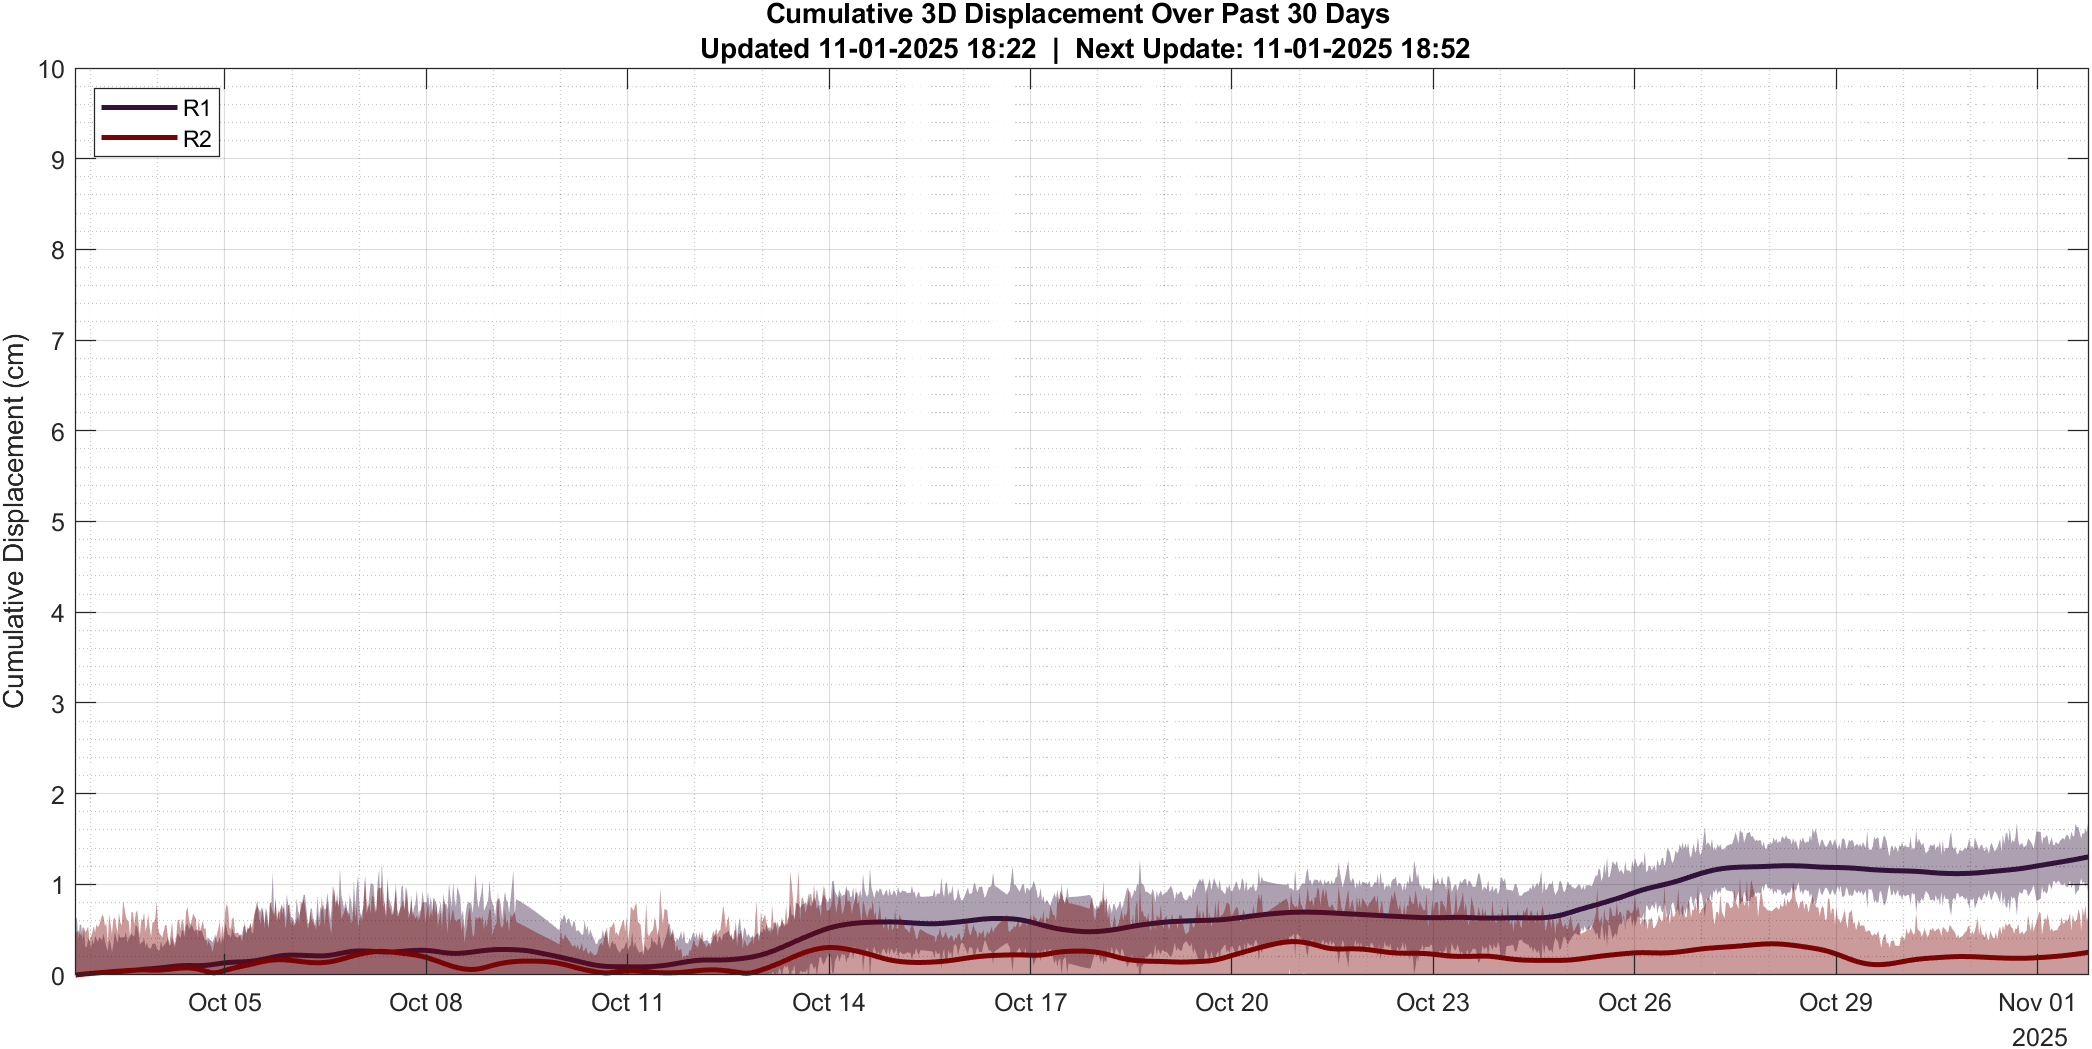 Cumulative 3D Displacement Over Past 30 Days
Updated 11-01-2025 18:22 | Next Update: 11-01-2025 18:52
R1
R2
Cumulative Displacement (cm)
10
9
8
7
6
5
4
3
2
1
0
Oct 05
Oct 08
Oct 11
Oct 14
Oct 17
Oct 20
Oct 23
Oct 26
Oct 29
Nov 01
2025